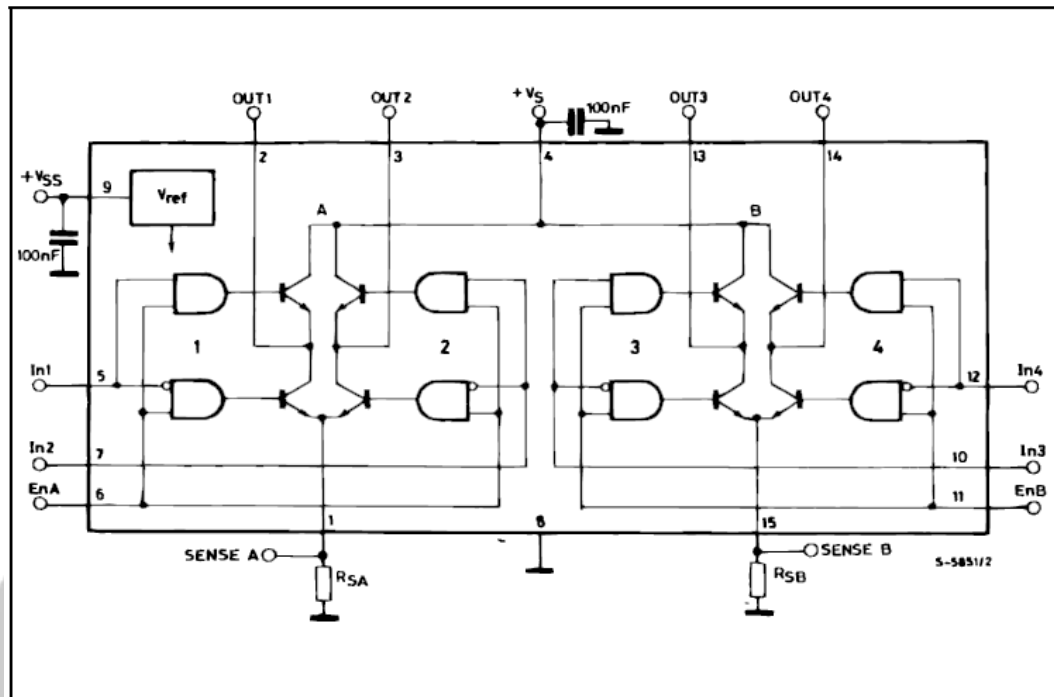 OUT1
OUT2
+VS
100nF
OUT3
OUT4
2
3
4
13
14
+VSS
9
Vref
A
B
100nF
1
2
3
4
In1
5
12
In4
In2
7
10
In3
EnA
6
11
EnB
1
8
15
SENSE A
RSA
SENSE B
RSB
S-5851/2